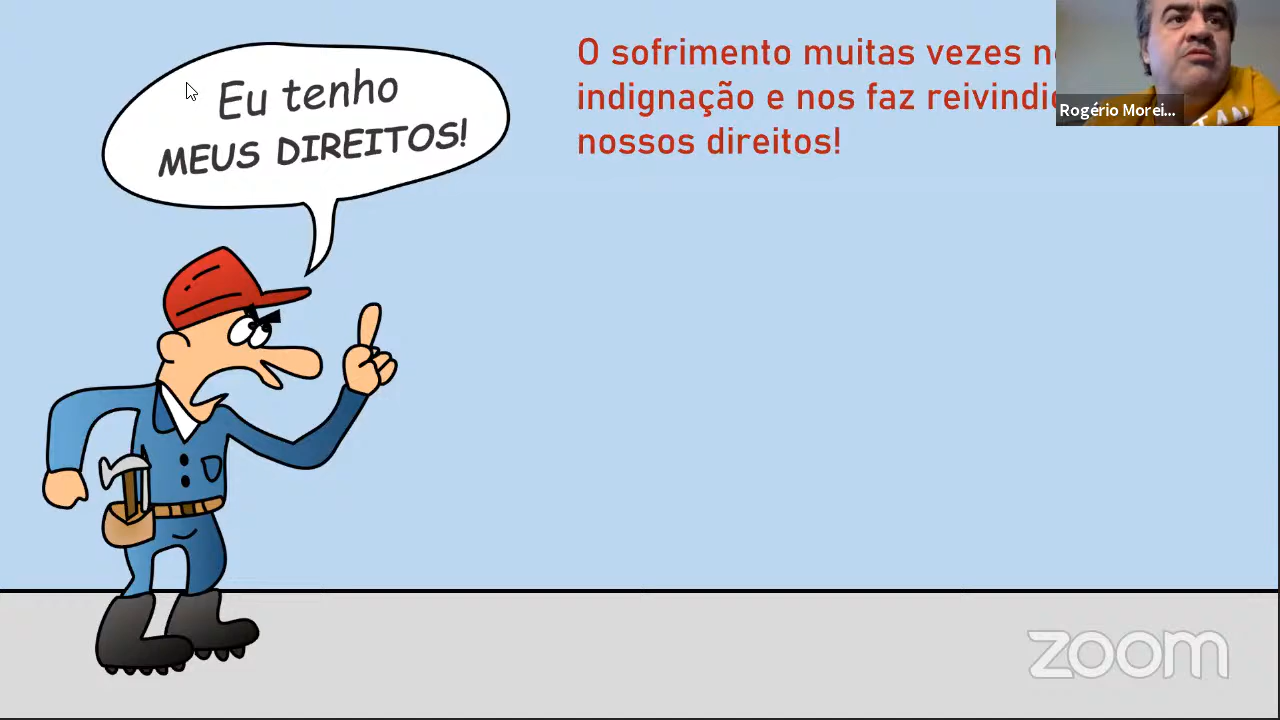 Eu tenho
MEUS DIREITOS!
O sofrimento muitas vezes
indignação e nos faz
nossos direitos!
Rogério Morei...
zoom